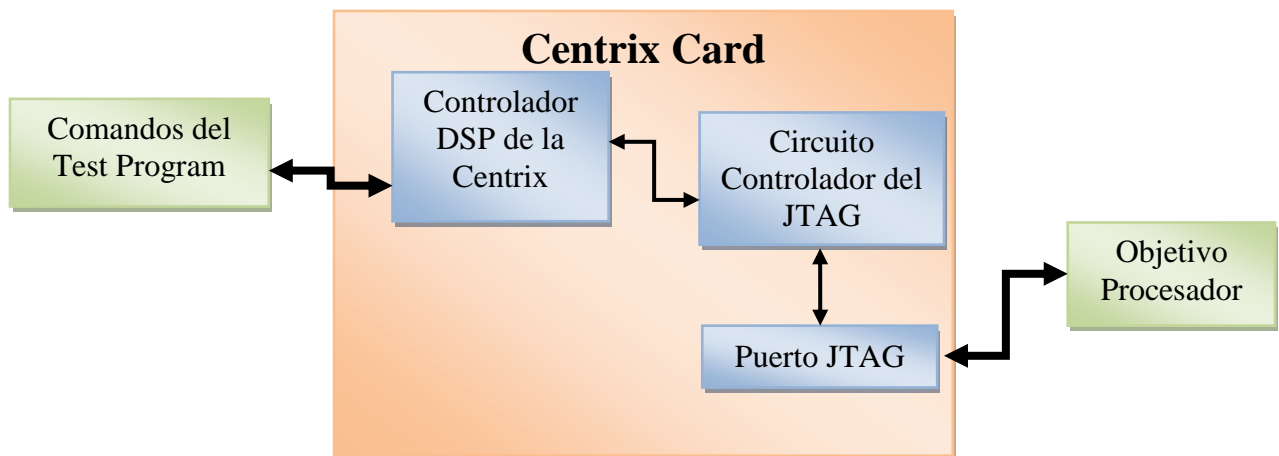 Centrix Card
Comandos del
Test Program
Controlador
DSP de la
Centrix
Circuito
Controlador del
JTAG
Puerto JTAG
Objetivo
Procesador